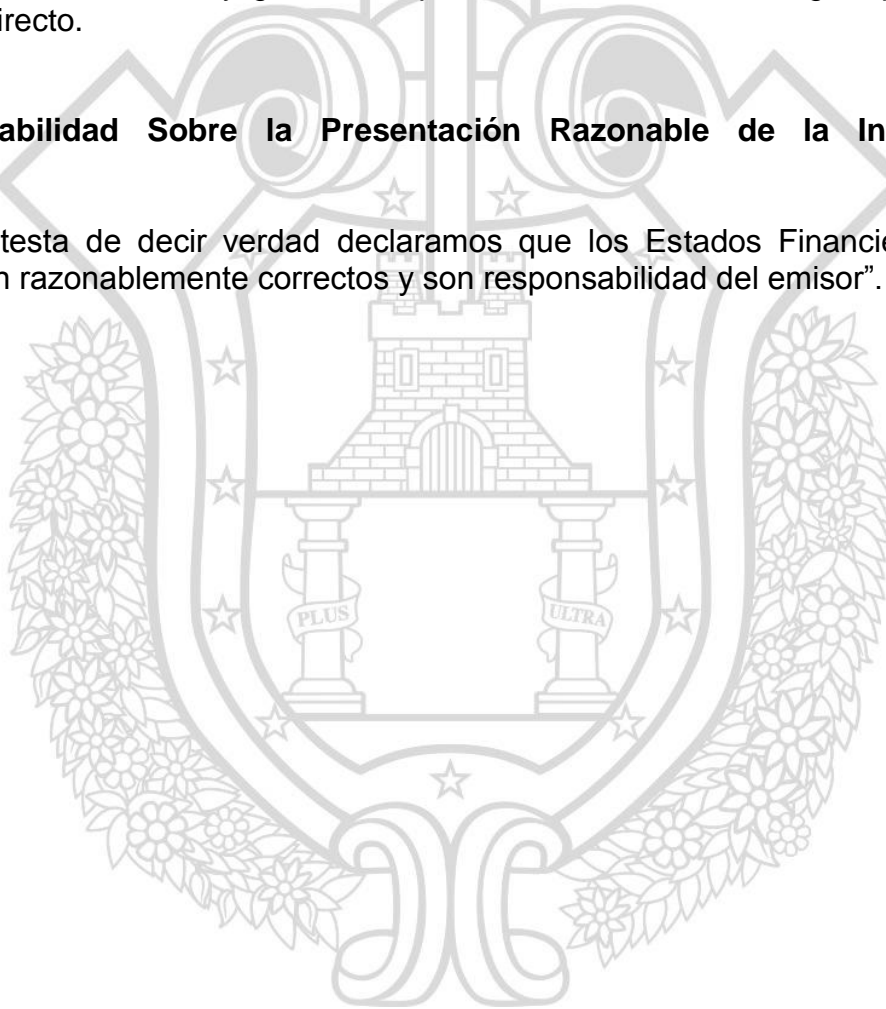 irecto.
abilidad Sobre la Presentación Razonable de la In
testa de decir verdad declaramos que los Estados Financie
n razonablemente correctos y son responsabilidad del emisor”.
PLUS
ULTRA